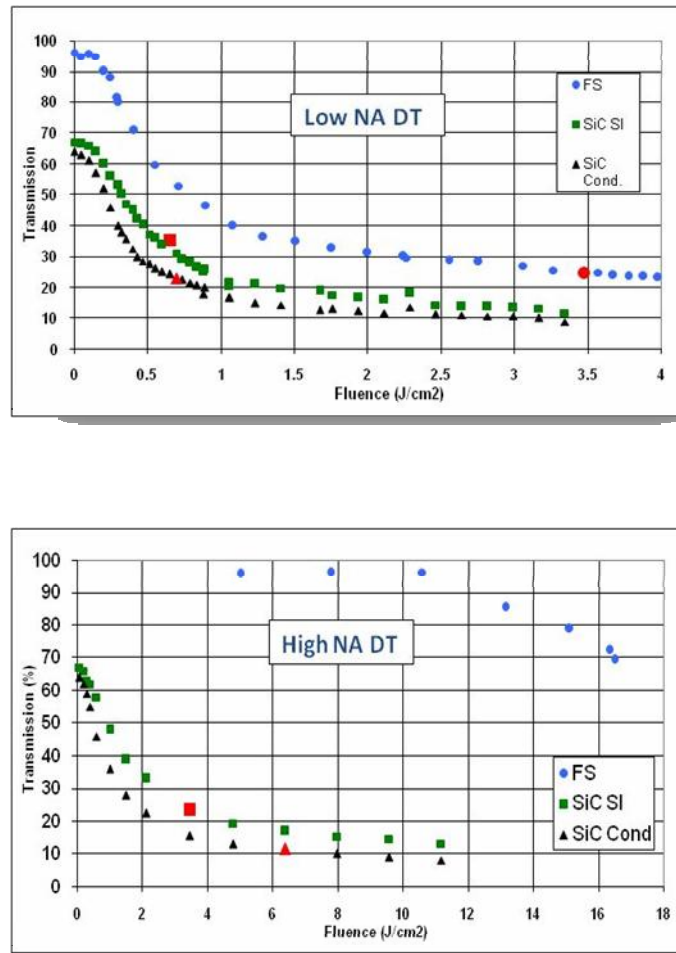 100
90
80
70
60
50
40
30
20
10
0
Transmission
Low NA DT
FS
SiC SI
SiC
Cond.
0 0.5 1 1.5 2 2.5 3 3.5 4
Fluence (J/cm2)
100
90
80
70
60
50
40
30
20
10
0
Transmission (%)
High NA DT
FS
SiC SI
SiC Cond
0 2 4 6 8 10 12 14 16 18
Fluence (J/cm2)